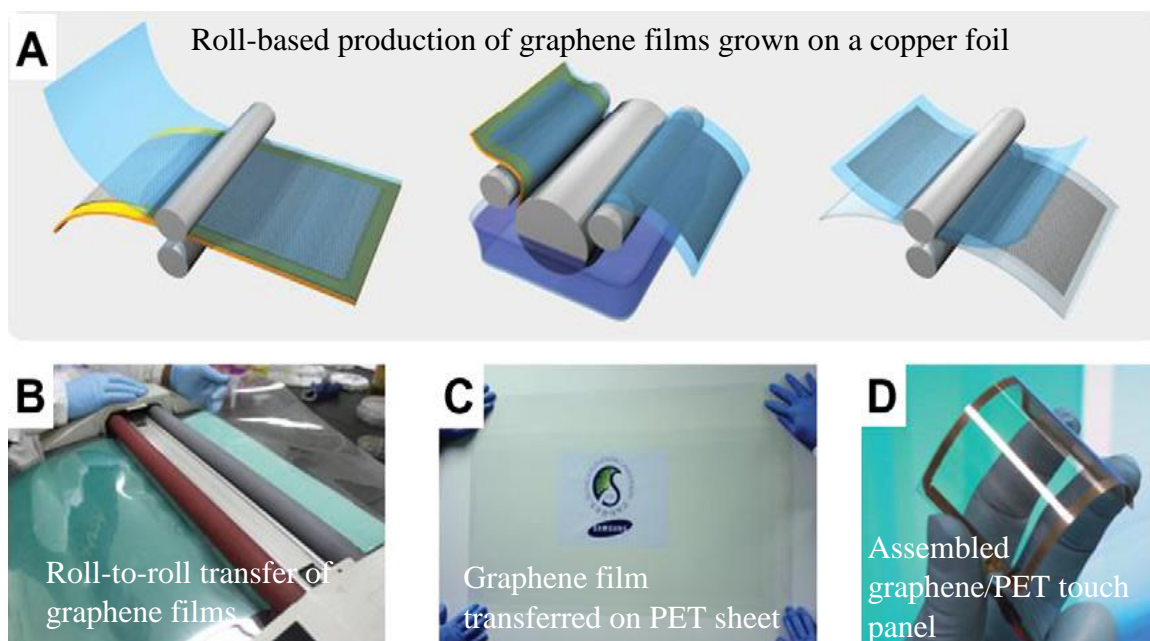 A
Roll-based production of graphene films grown on a copper foil
B
Roll-to-roll transfer of
graphene films
C
SAMSUNG
Graphene film
transferred on PET sheet
D
Assembled
graphene/PET touch
panel